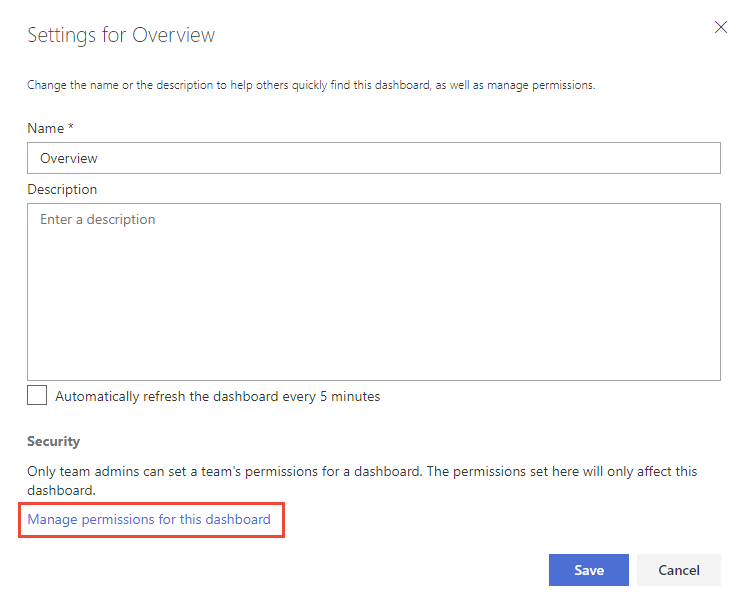 Settings for Overview
Change the name or the description to help others quickly find this dashboard, as well as manage permissions.
Name *
Overview
Description
Enter a description
Automatically refresh the dashboard every 5 minutes
Security
Only team admins can set a team's permissions for a dashboard. The permissions set here will only affect this
dashboard.
Manage permissions for this dashboard
Save
Cancel